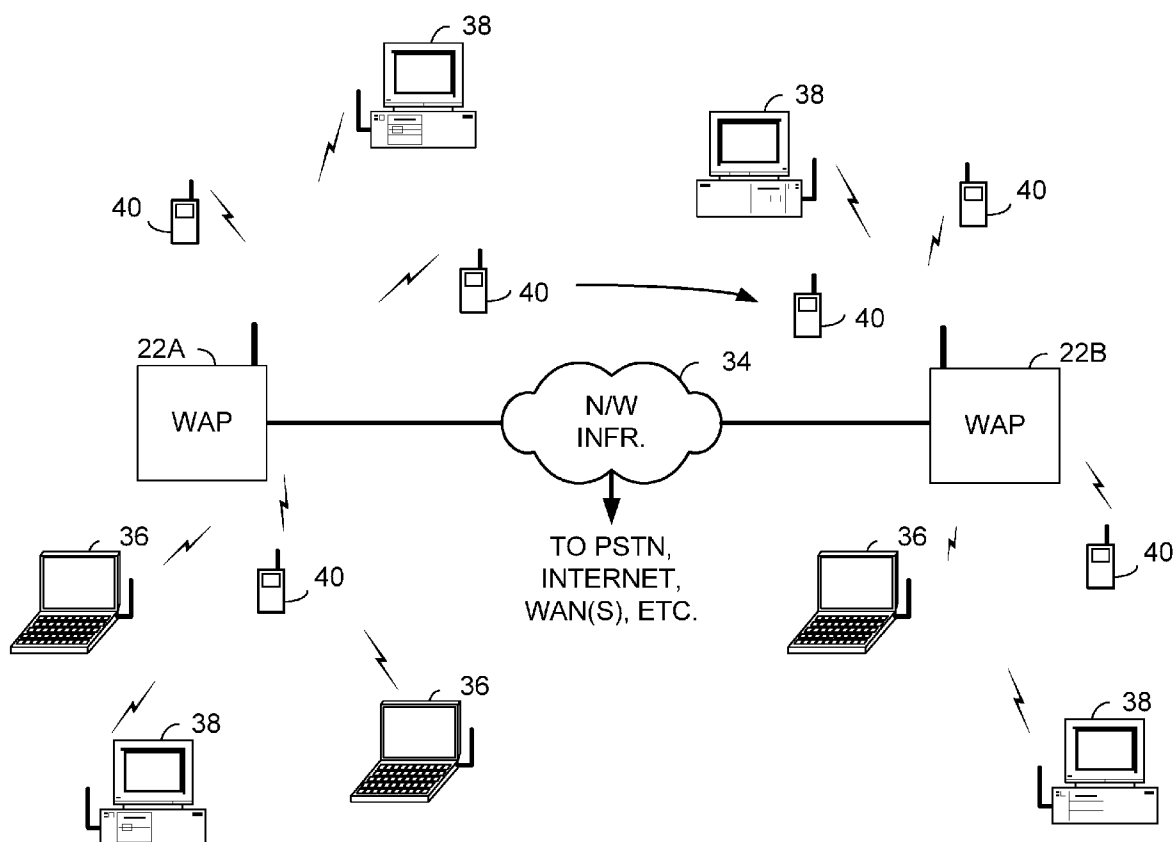 38
38
40
40
40
40
22A
WAP
34
N/W
INFR.
22B
WAP
36
40
TO PSTN,
INTERNET,
WAN(S), ETC.
36
40
36
38
38